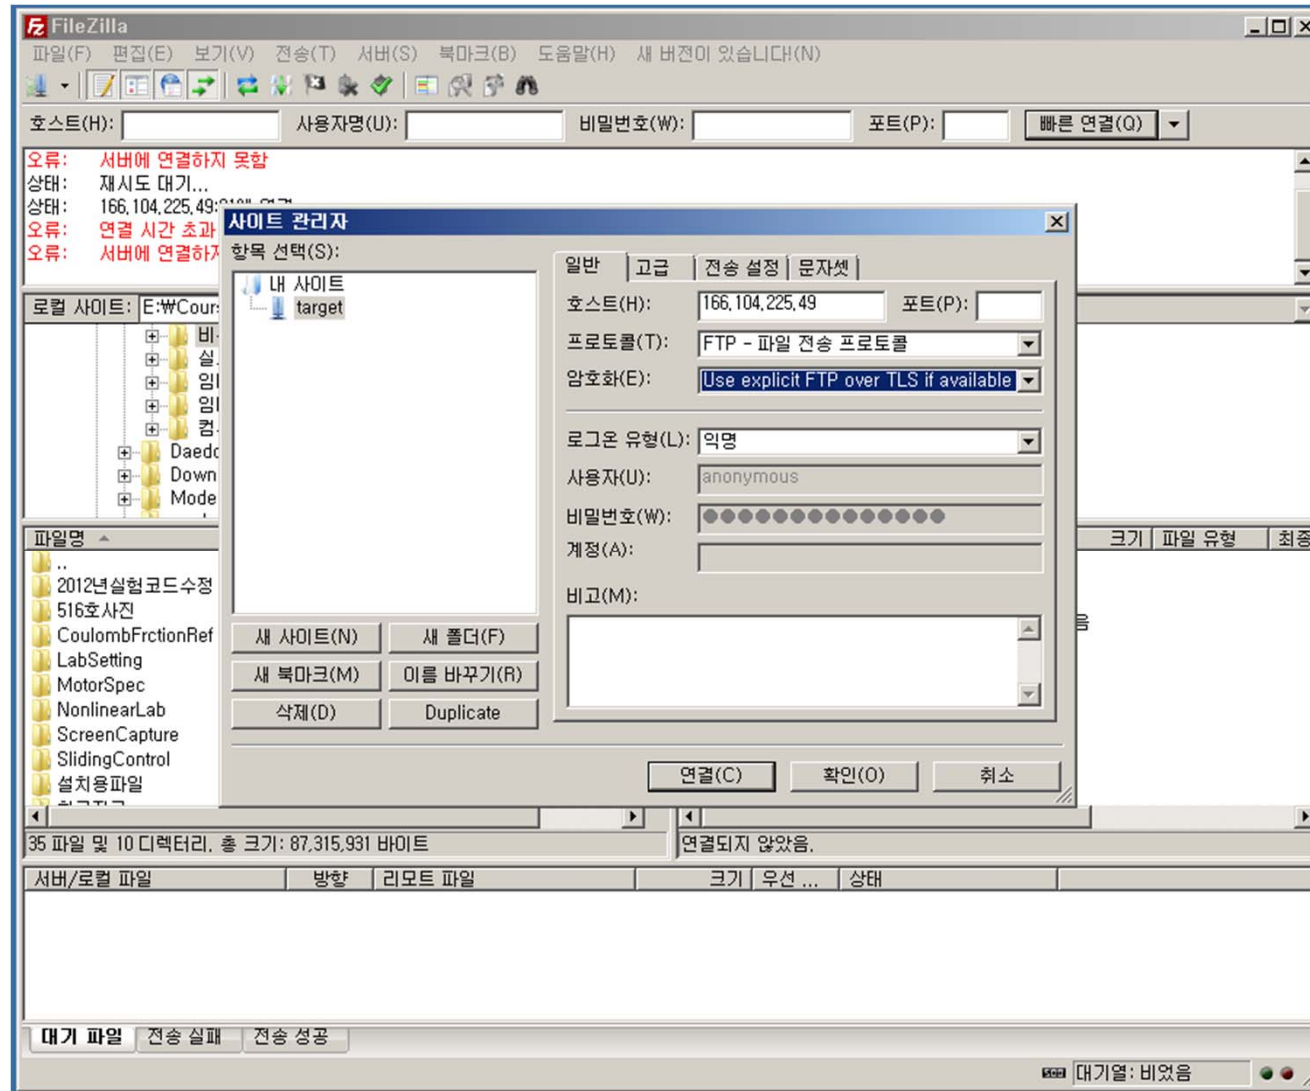 FileZilla
파일(F) 편집(E) 보기(V) 전송(T) 서버(S) 북마크(B) 도움말(H) 새 버전이 있습니다!(N)
호스트(H): 사용자명(U): 비밀번호(W): 포트(P): 빠른 연결(Q)
오류: 서버에 연결하지 못함
상태: 재시도 대기...
상태: 166,104,225,49:
오류: 연결 시간 초과
오류: 서버에 연결하지
로컬 사이트: E:₩Cour
Daedo
Down
Mode
파일명
..
2012년실험코드수정
516호사진
CoulombFrctionRef
LabSetting
MotorSpec
NonlinearLab
ScreenCapture
SlidingControl
설치용파일
35 파일 및 10 디렉터리. 총 크기: 87,315,931 바이트
사이트 관리자
항목 선택(S):
내 사이트
target
새 사이트(N) 새 폴더(F)
새 북마크(M) 이름 바꾸기(R)
삭제(D) Duplicate
일반 고급 전송 설정 문자셋
호스트(H): 166,104,225,49 포트(P):
프로토콜(T): FTP - 파일 전송 프로토콜
암호화(E): Use explicit FTP over TLS if available
로그온 유형(L): 익명
사용자(U): anonymous
비밀번호(W): ●●●●●●●●●●●●●●
계정(A):
비고(M):
연결(C) 확인(O) 취소
크기 파일 유형 최종
음
연결되지 않았음.
서버/로컬 파일 방향 리모트 파일 크기 우선 ... 상태
대기 파일 전송 실패 전송 성공
대기열: 비었음